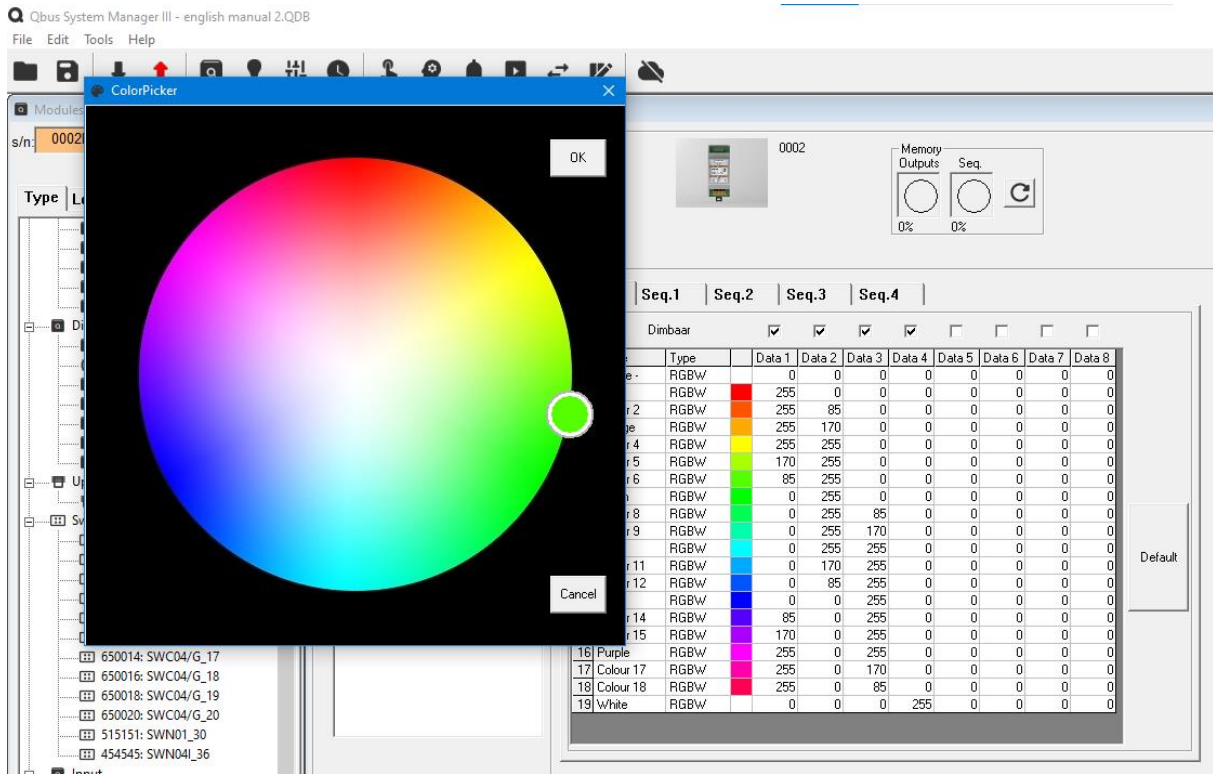 Qbus System Manager III - english manual 2.QDB
File Edit Tools Help
ColorPicker
Modules
s/n: 0002
OK
0002
Memory
Outputs Seq.
0% 0%
Type
Seq.1 Seq.2 Seq.3 Seq.4
Dimbaar
Type Data 1 Data 2 Data 3 Data 4 Data 5 Data 6 Data 7 Data 8
RGBW 0 0 0 0 0 0 0 0
RGBW 255 0 0 0 0 0 0 0
2 RGBW 255 85 0 0 0 0 0 0
RGBW 255 170 0 0 0 0 0 0
4 RGBW 255 255 0 0 0 0 0 0
5 RGBW 170 255 0 0 0 0 0 0
6 RGBW 85 255 0 0 0 0 0 0
RGBW 0 255 0 0 0 0 0 0
8 RGBW 0 255 85 0 0 0 0 0
9 RGBW 0 255 170 0 0 0 0 0
RGBW 0 255 255 0 0 0 0 0
11 RGBW 0 170 255 0 0 0 0 0
12 RGBW 0 85 255 0 0 0 0 0
RGBW 0 0 255 0 0 0 0 0
14 RGBW 85 0 255 0 0 0 0 0
15 RGBW 170 0 255 0 0 0 0 0
16 Purple RGBW 255 0 255 0 0 0 0 0
17 Colour 17 RGBW 255 0 170 0 0 0 0 0
18 Colour 18 RGBW 255 0 85 0 0 0 0 0
19 White RGBW 0 0 0 255 0 0 0 0
Default
Cancel
650014: SWC04/G_17
650016: SWC04/G_18
650018: SWC04/G_19
650020: SWC04/G_20
515151: SWN01_30
454545: SWN04I_36
Input